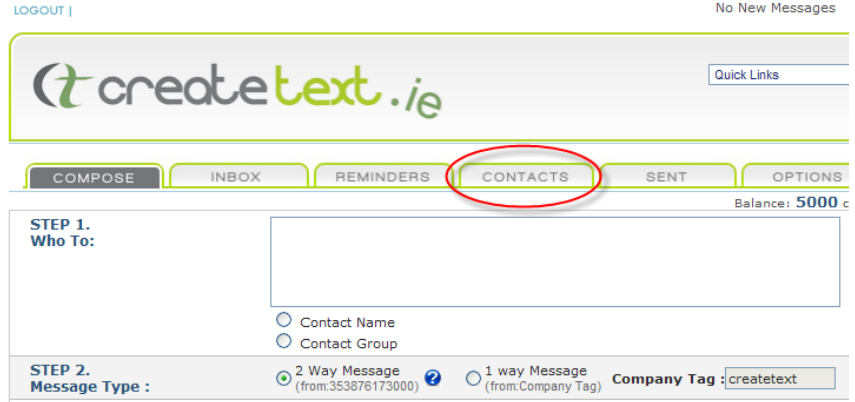 LOGOUT |
No New Messages
createtext.ie
Quick Links
COMPOSE INBOX REMINDERS CONTACTS SENT OPTIONS
Balance: 5000 c
STEP 1.
Who To:
Contact Name
Contact Group
STEP 2.
Message Type :
2 Way Message
(from:353876173000)
?
1 way Message
(from:Company Tag)
Company Tag :
createtext